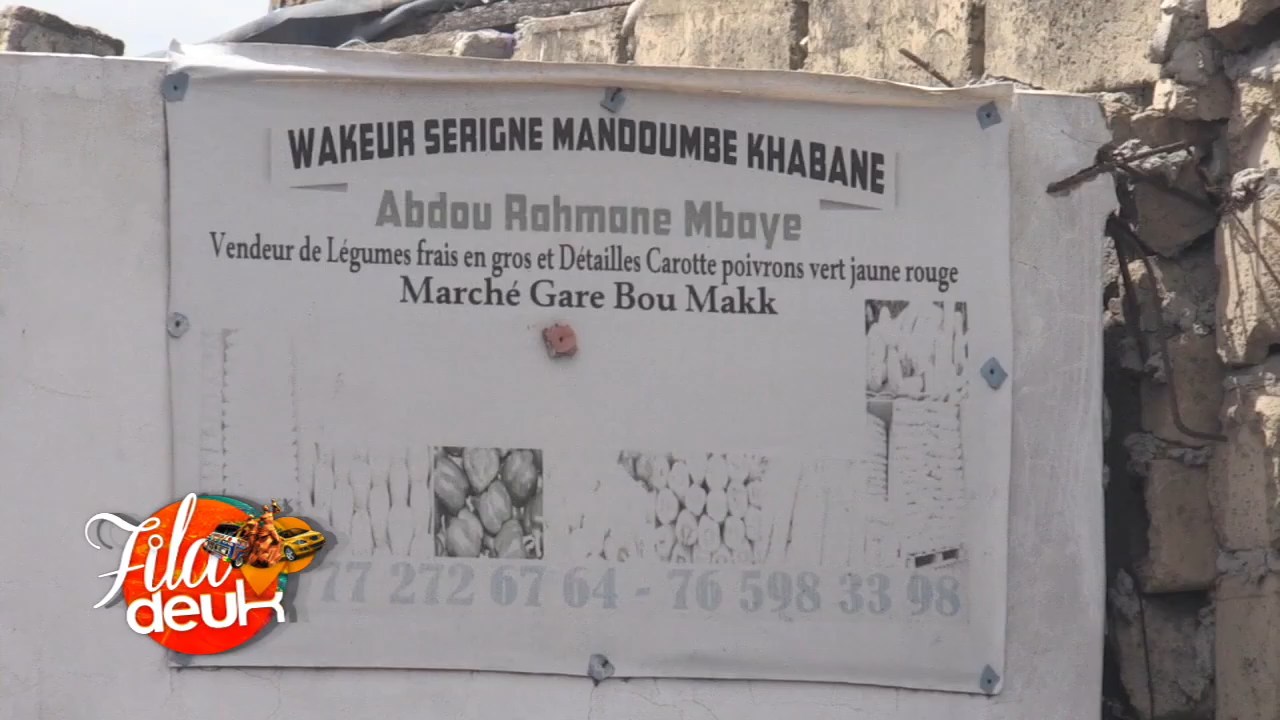 WAKEUR SERIGNE MANDOUMBE KHABANE
Abdou Rahmane Mbaye
Vendeur de Légumes frais en gros et Détailles Carotte poivrons vert jaune rouge
Marché Gare Bou Makk
77 272 67 64 - 76 598 33 98
Fila
deuk